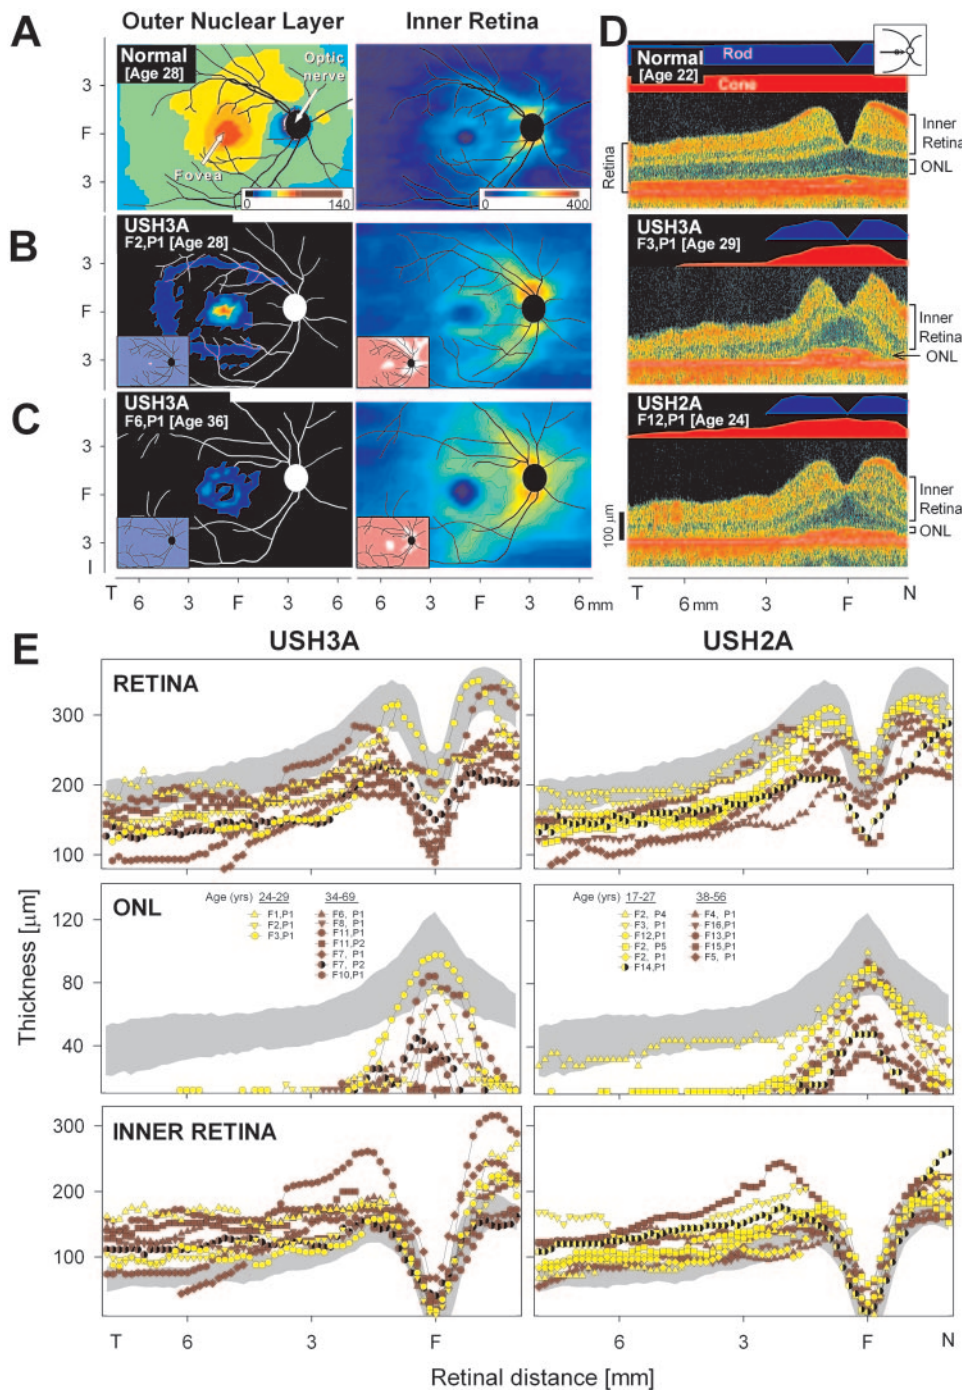 A
Outer Nuclear Layer
Inner Retina
Normal
[Age 28]
Optic
nerve
Fovea
0 140
0 400
3
F
3
B
USH3A
F2,P1 [Age 28]
3
F
3
C
USH3A
F6,P1 [Age 36]
3
F
3
I
T 6 3 F 3 6
3 F 3 6 mm
D
Normal
[Age 22]
Rod
Cone
Retina
Inner
Retina
ONL
USH3A
F3,P1 [Age 29]
Inner
Retina
ONL
USH2A
F12,P1 [Age 24]
Inner
Retina
ONL
100 µm
T 6 mm 3 F N
E
USH3A
USH2A
RETINA
300
200
100
ONL
Age (yrs) 24-29 34-69
F1,P1 F6, P1
F2,P1 F8, P1
F3,P1 F11,P1
F11,P2
F7, P1
F7, P2
F10,P1
Age (yrs) 17-27 38-56
F2, P4 F4, P1
F3, P1 F16,P1
F12,P1 F13,P1
F2, P5 F15,P1
F2, P1 F5, P1
F14,P1
120
80
40
Thickness [µm]
INNER RETINA
300
200
100
T 6 3 F
6 3 F N
Retinal distance [mm]